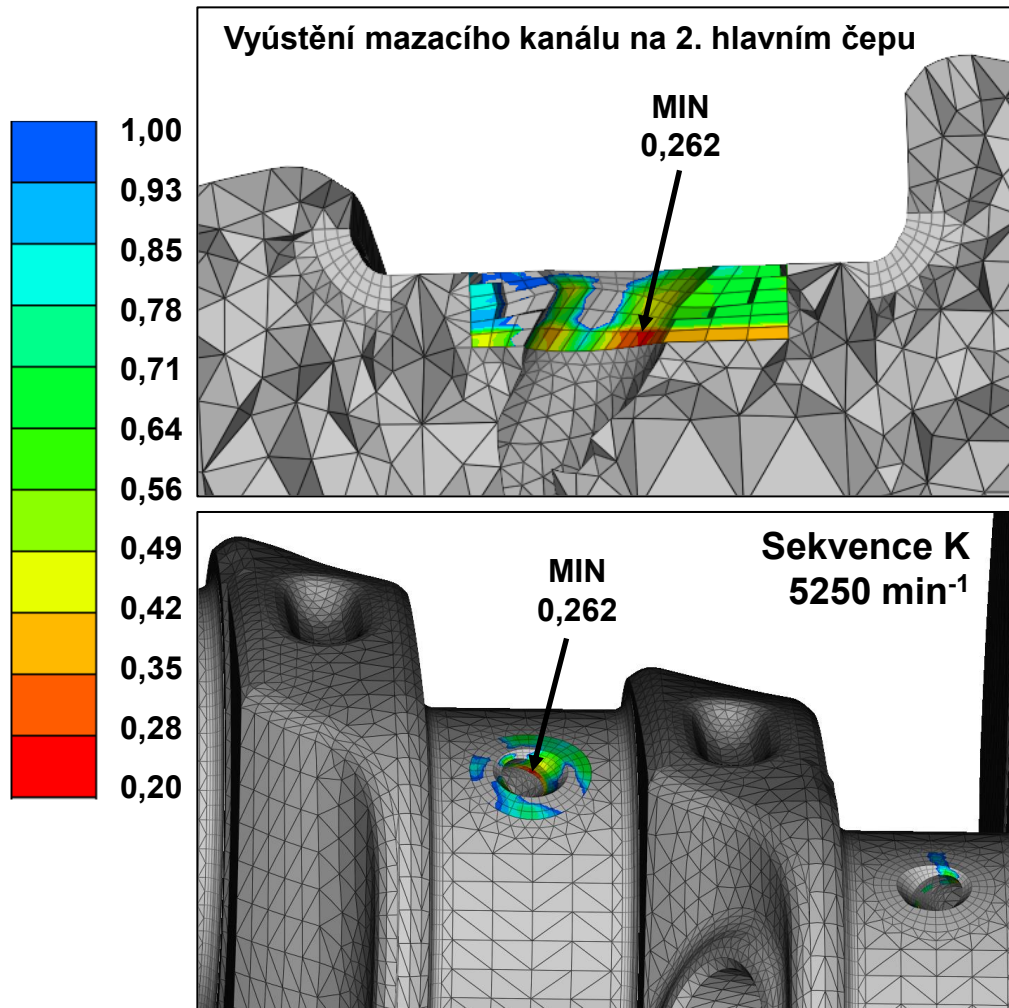 Vyústění mazacího kanálu na 2. hlavním čepu
MIN
0,262
1,00
0,93
0,85
0,78
0,71
0,64
0,56
0,49
0,42
0,35
0,28
0,20
Sekvence K
5250 min⁻¹
MIN
0,262